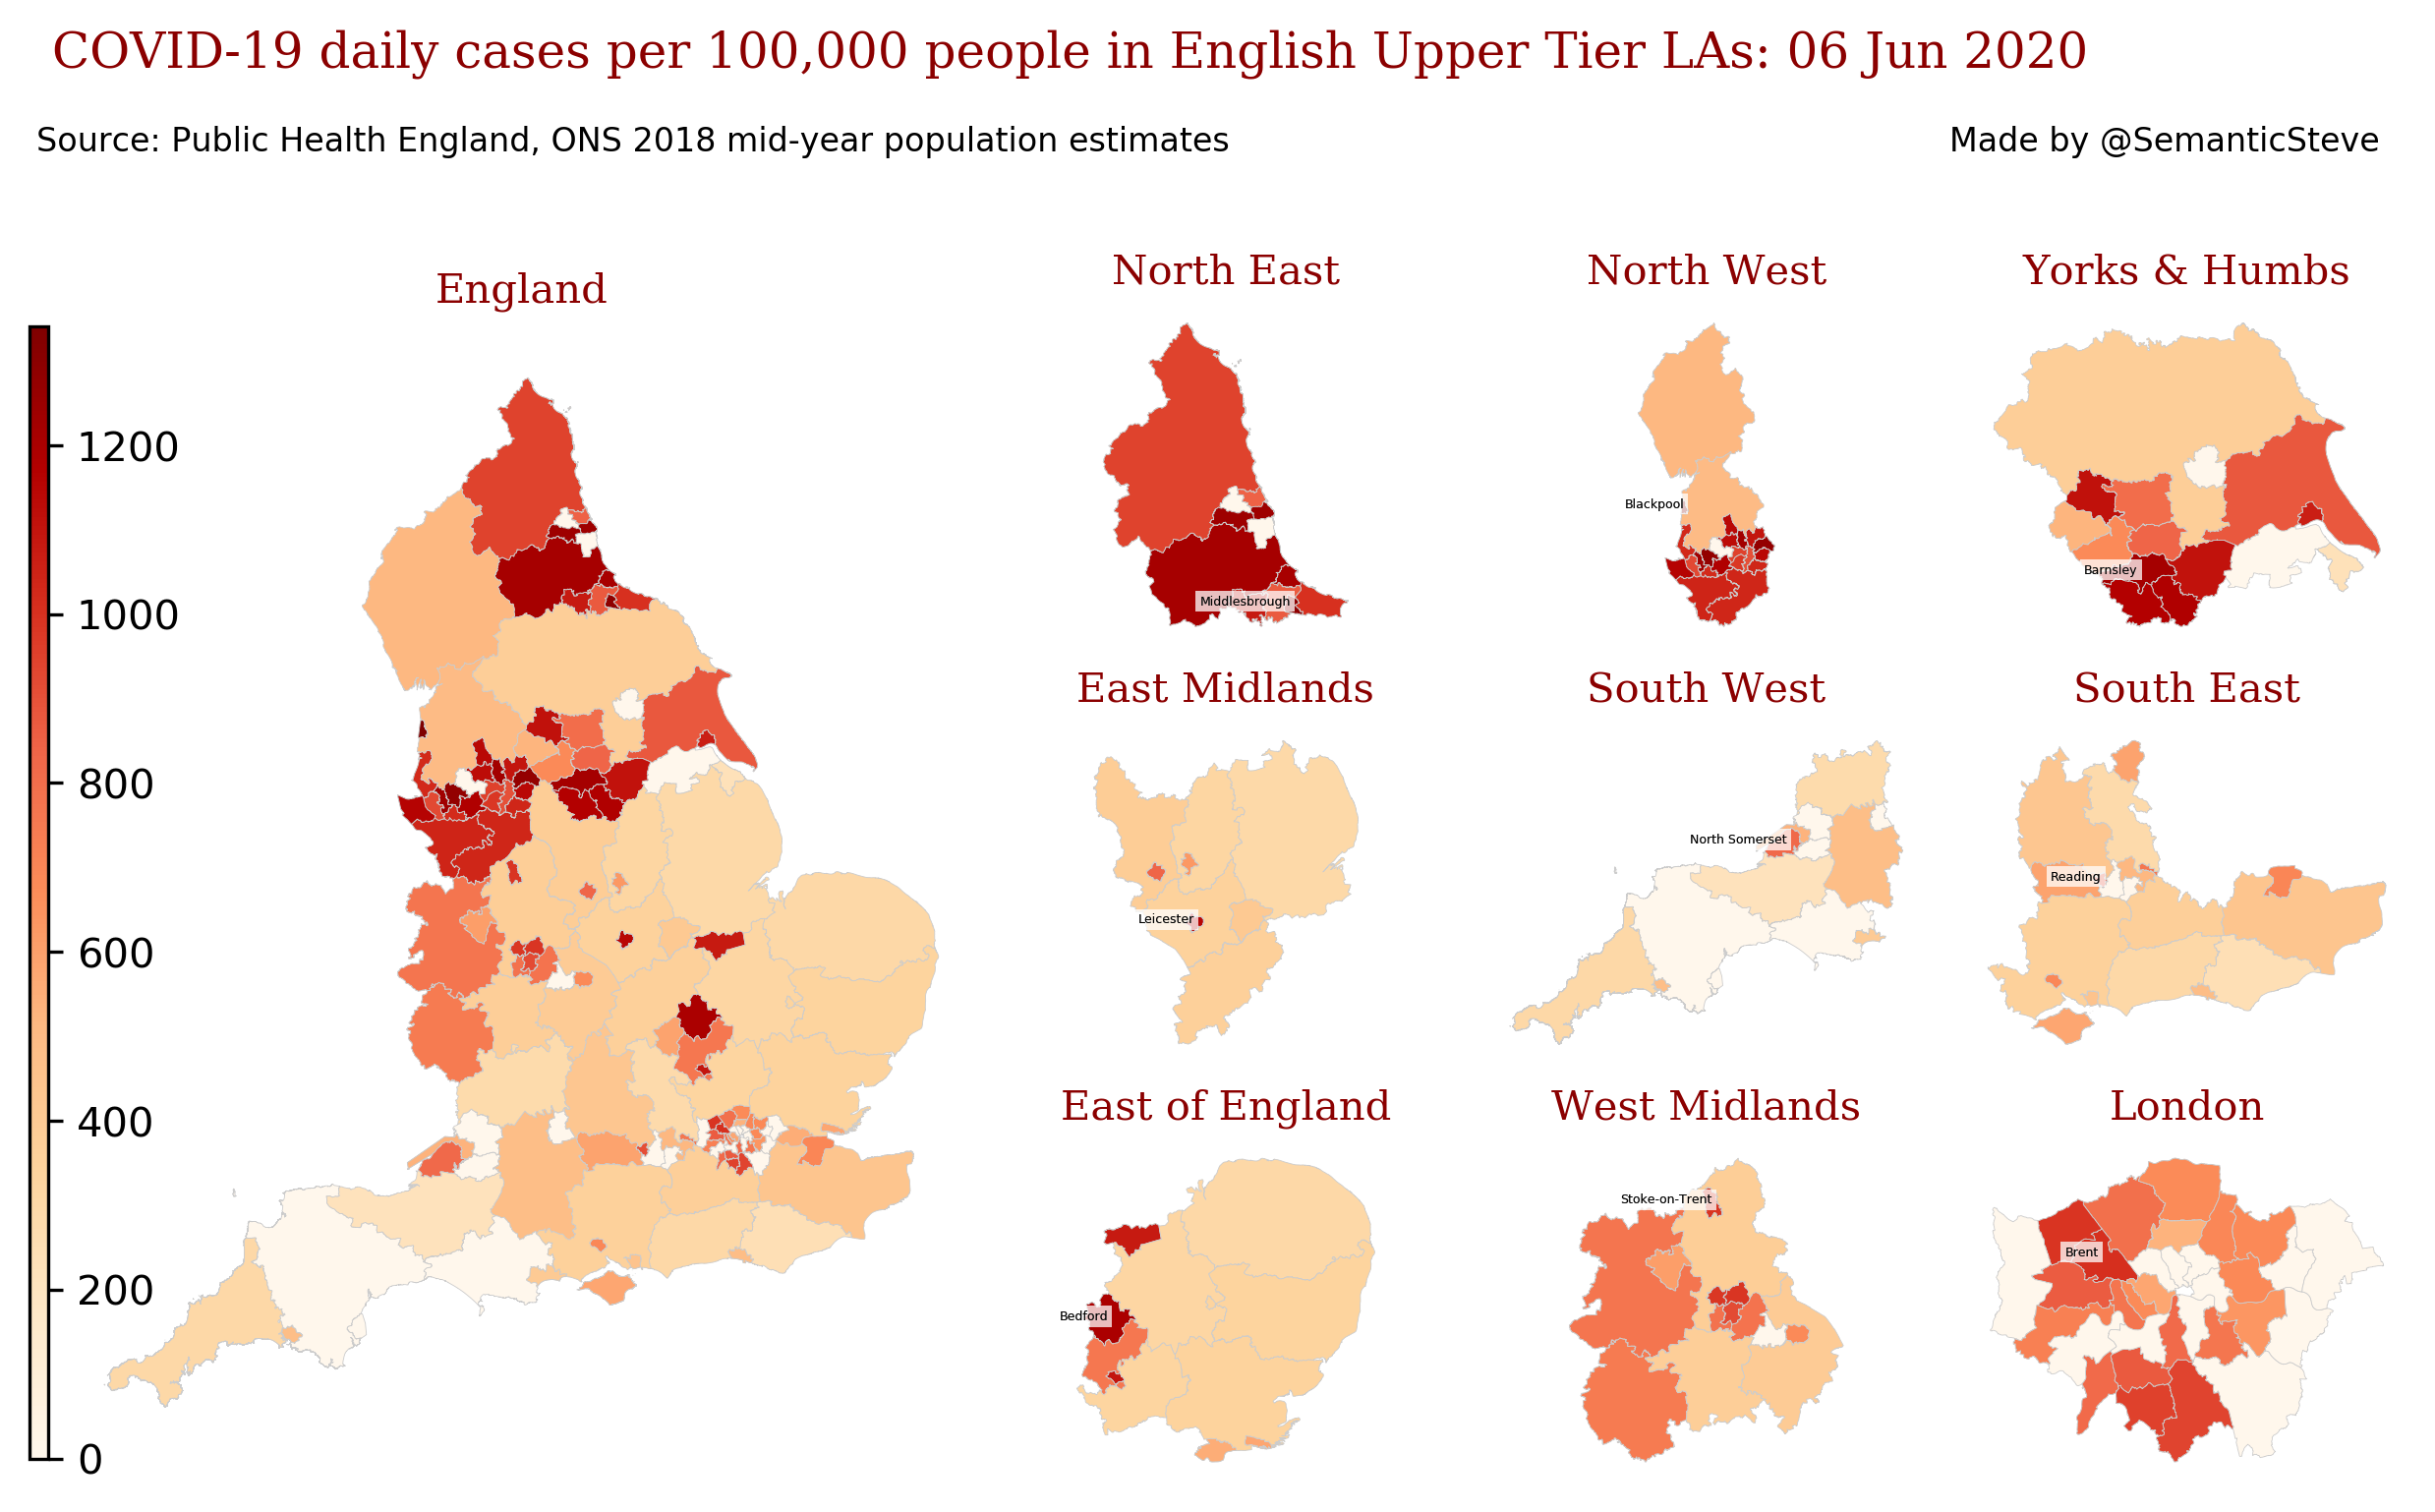 COVID-19 daily cases per 100,000 people in English Upper Tier LAs: 06 Jun 2020
Source: Public Health England, ONS 2018 mid-year population estimates
Made by @SemanticSteve
England
1200
1000
800
600
400
200
0
North East
Middlesbrough
North West
Blackpool
Yorks & Humbs
Barnsley
East Midlands
Leicester
South West
North Somerset
South East
Reading
East of England
Bedford
West Midlands
Stoke-on-Trent
London
Brent